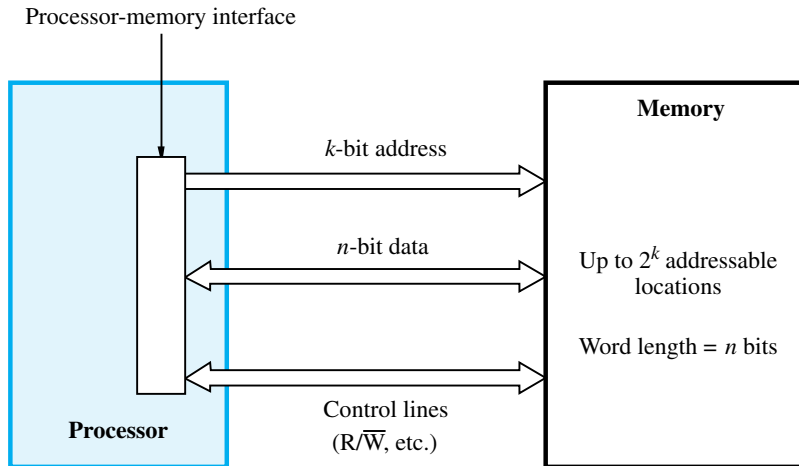 Processor-memory interface
Memory
k-bit address
n-bit data
Up to 2^k addressable
locations
Word length = n bits
Control lines
(R/W̅, etc.)
Processor